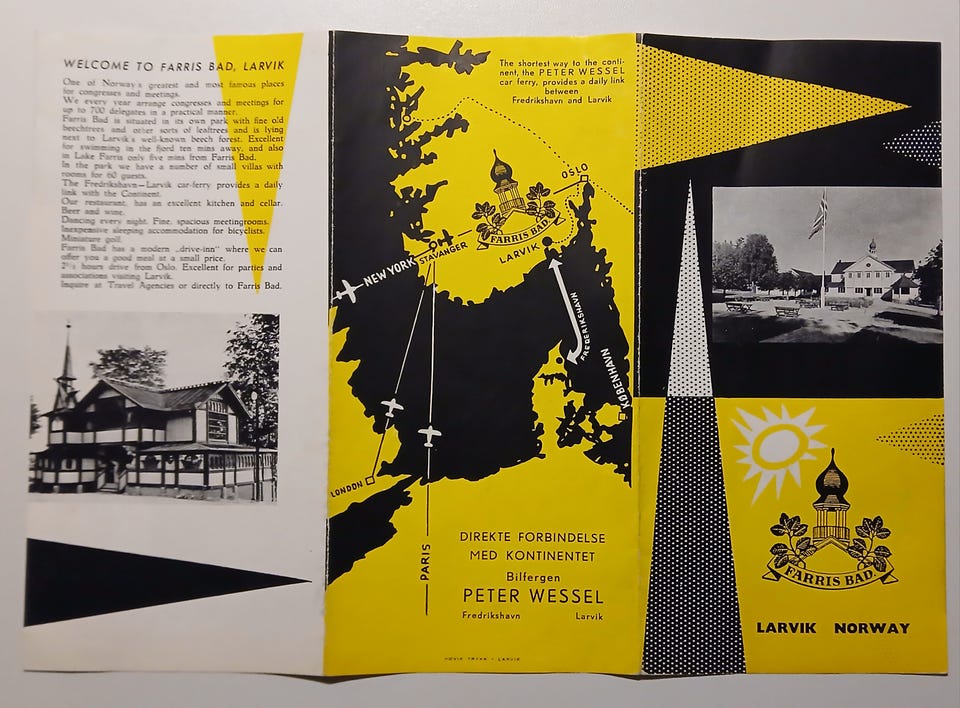 WELCOME TO FARRIS BAD, LARVIK
One of Norway's greatest and most famous places
for congresses and meetings.
We every year arrange congresses and meetings for
up to 700 delegates in a practical manner.
Farris Bad is situated in its own park with fine old
beechtrees and other sorts of leaftrees and is lying
next to Larvik's well-known beech forest. Excellent
for swimming in the fjord ten mins away, and also
in Lake Farris only five mins from Farris Bad.
In the park we have a number of small villas with
rooms for 60 guests.
The Fredrikshavn—Larvik car-ferry provides a daily
link with the Continent.
Our restaurant, has an excellent kitchen and cellar.
Beer and wine.
Dancing every night. Fine, spacious meetingrooms.
Inexpensive sleeping accommodation for bicyclists.
Miniature golf.
Farris Bad has a modern „drive-inn" where we can
offer you a good meal at a small price.
2½ hours drive from Oslo. Excellent for parties and
associations visiting Larvik.
Inquire at Travel Agencies or directly to Farris Bad.
The shortest way to the conti-
nent, the PETER WESSEL
car ferry, provides a daily link
between
Fredrikshavn and Larvik
OSLO
FARRIS BAD.
STAVANGER
LARVIK
NEW YORK
FREDERIKSHAVN
KØBENHAVN
LONDON
PARIS
DIREKTE FORBINDELSE
MED KONTINENTET
Bilfergen
PETER WESSEL
Fredrikshavn Larvik
FARRIS BAD.
LARVIK NORWAY